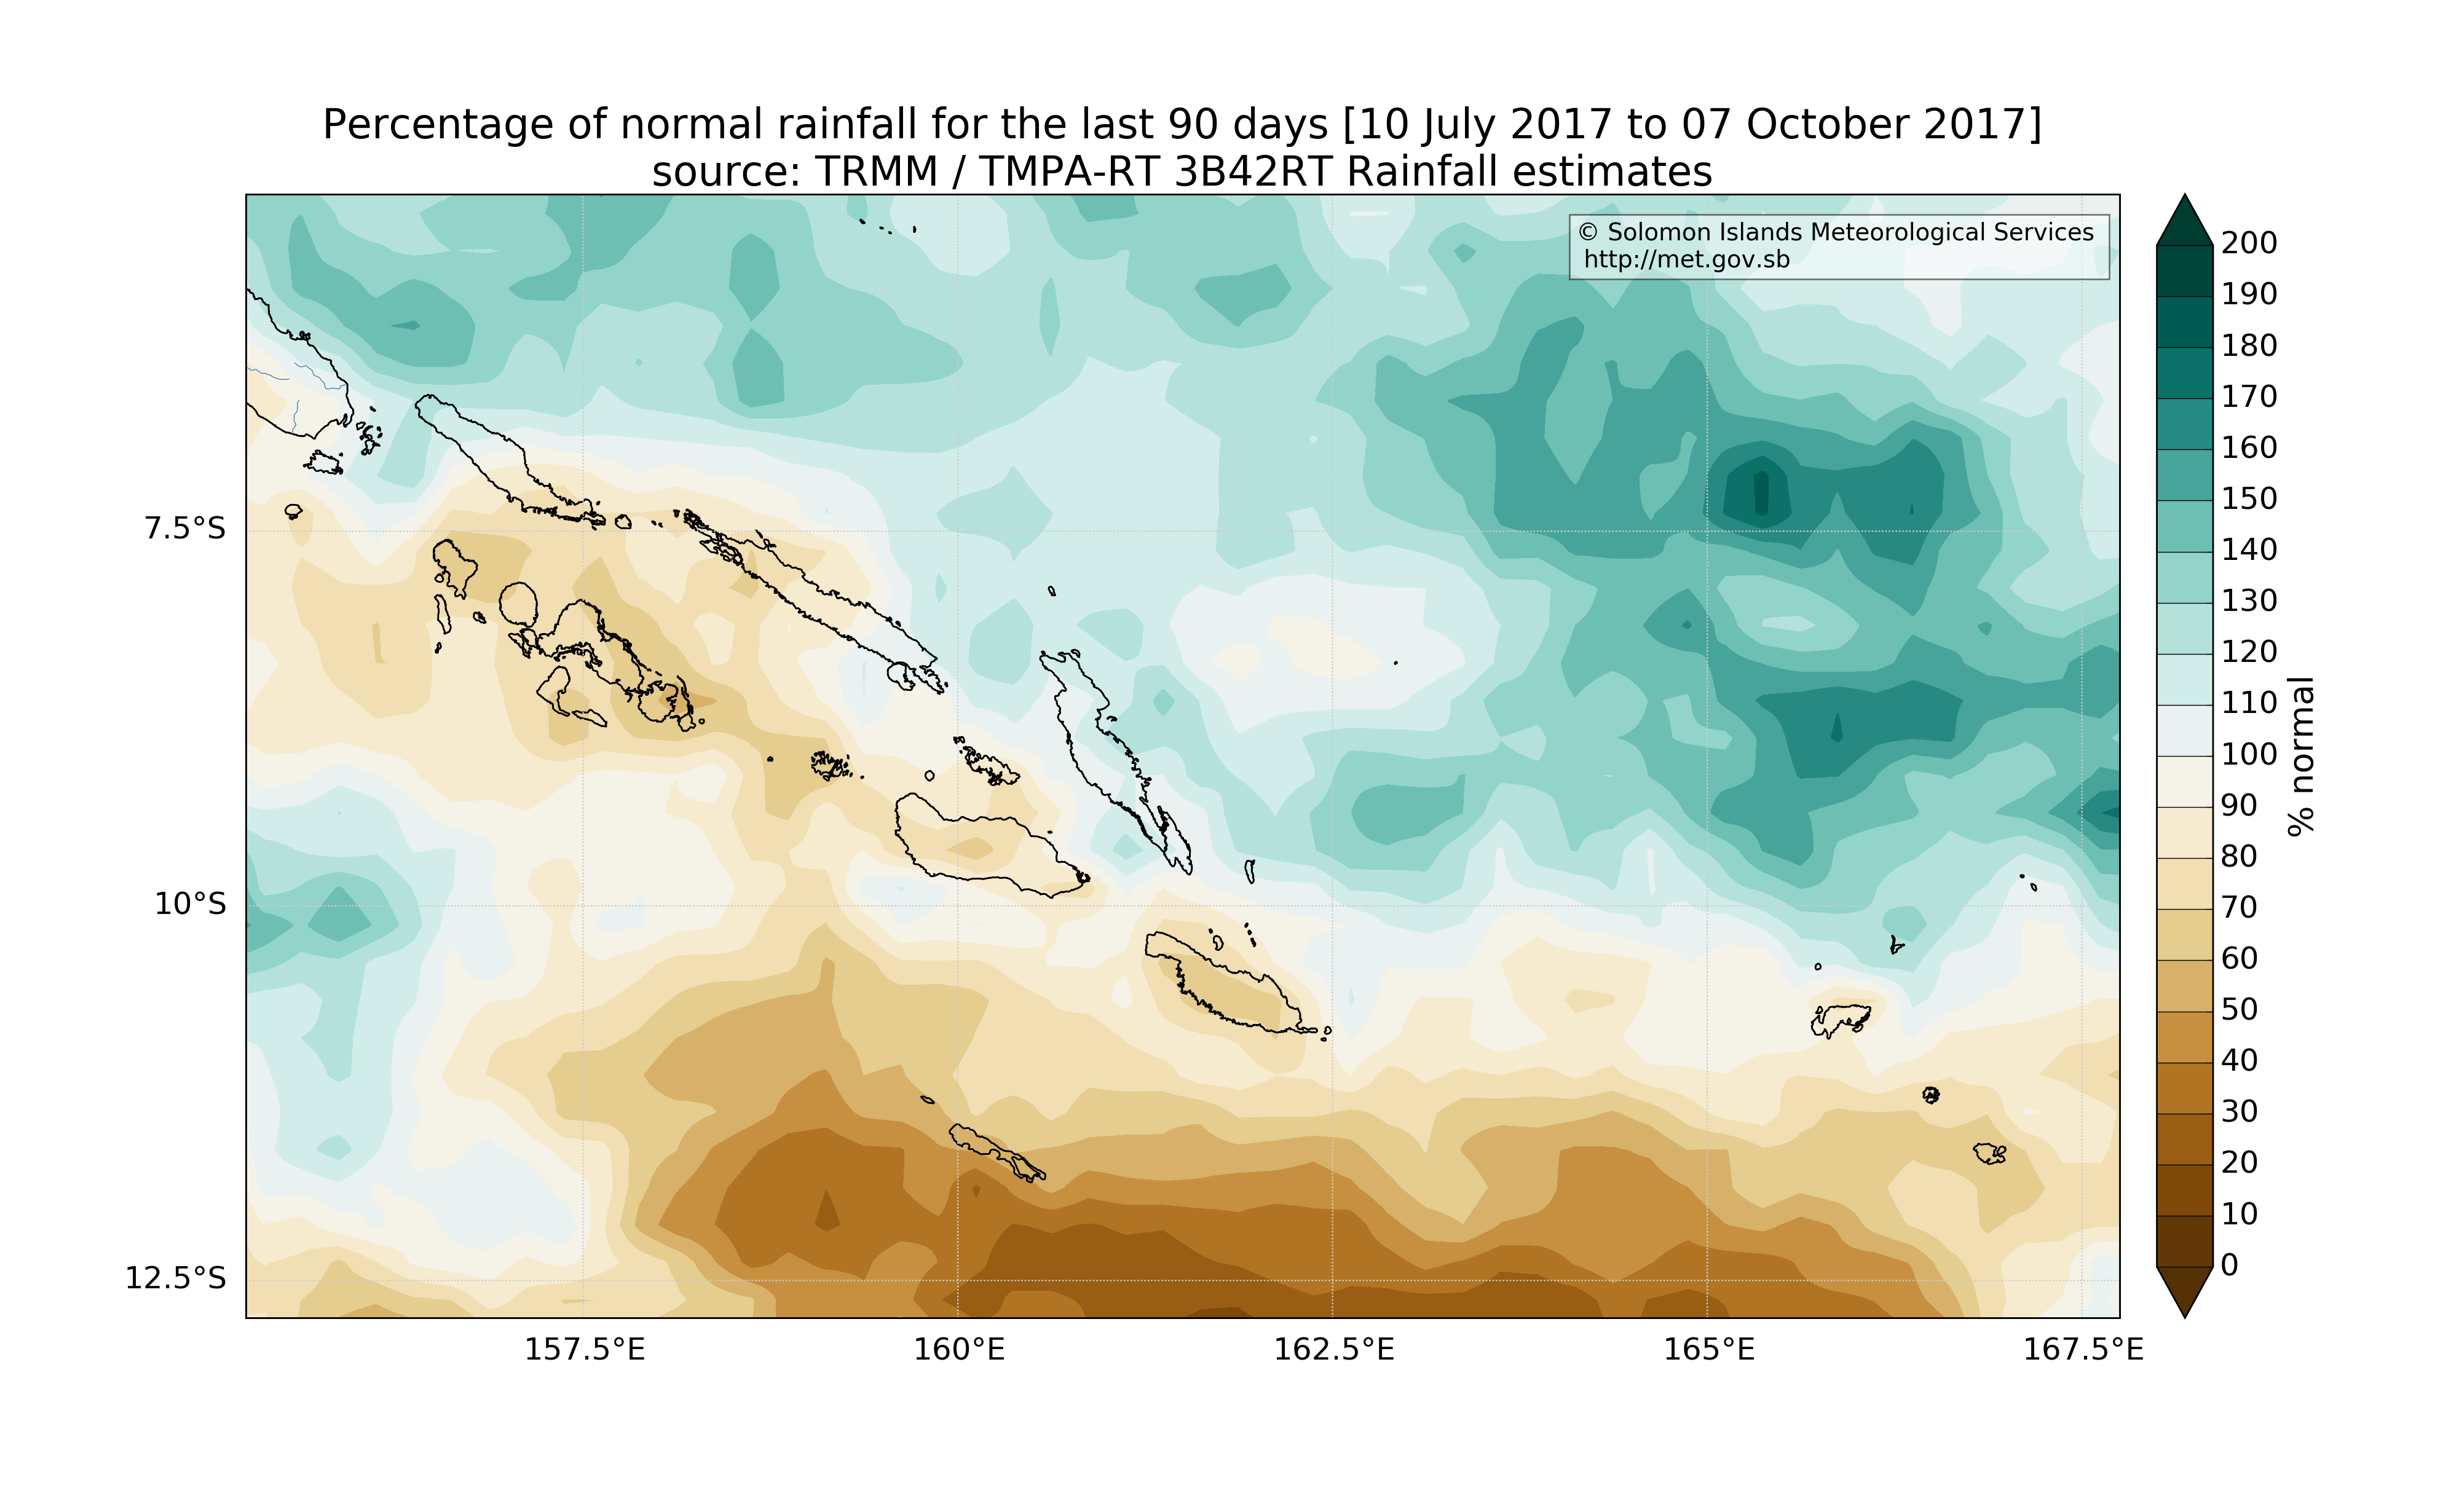 Percentage of normal rainfall for the last 90 days [10 July 2017 to 07 October 2017]
source: TRMM / TMPA-RT 3B42RT Rainfall estimates
© Solomon Islands Meteorological Services
http://met.gov.sb
7.5°S
10°S
12.5°S
157.5°E
160°E
162.5°E
165°E
167.5°E
200
190
180
170
160
150
140
130
120
110
100
90
80
70
60
50
40
30
20
10
0
% normal